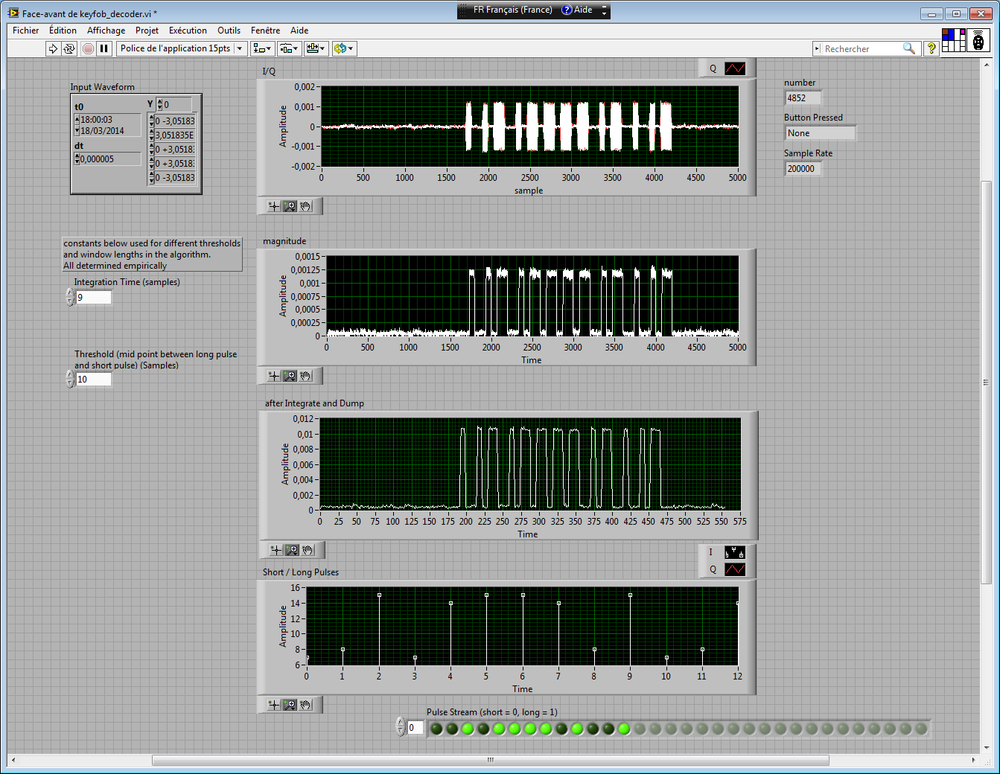 Face-avant de keyfob_decoder.vi *
FR Français (France) ? Aide
Fichier Édition Affichage Projet Exécution Outils Fenêtre Aide
Police de l'application 15pts
Rechercher
?
I/Q
Q
Input Waveform
t0
18:00:03
18/03/2014
dt
0,000005
Y
0
0 -3,05183
3,051835E
0 +3,0518
0 +3,0518
0 -3,05183
Amplitude
0,002
0,001
0
-0,001
-0,002
0 500 1000 1500 2000 2500 3000 3500 4000 4500 5000
sample
number
4852
Button Pressed
None
Sample Rate
200000
constants below used for different thresholds
and window lengths in the algorithm.
All determined empirically
Integration Time (samples)
9
Threshold (mid point between long pulse
and short pulse) (Samples)
10
magnitude
Amplitude
0,0015
0,00125
0,001
0,00075
0,0005
0,00025
0
0 500 1000 1500 2000 2500 3000 3500 4000 4500 5000
Time
after Integrate and Dump
Amplitude
0,012
0,01
0,008
0,006
0,004
0,002
0
0 25 50 75 100 125 150 175 200 225 250 275 300 325 350 375 400 425 450 475 500 525 550 575
Time
I
Q
Short / Long Pulses
Amplitude
16
14
12
10
8
6
0 1 2 3 4 5 6 7 8 9 10 11 12
Time
Pulse Stream (short = 0, long = 1)
0